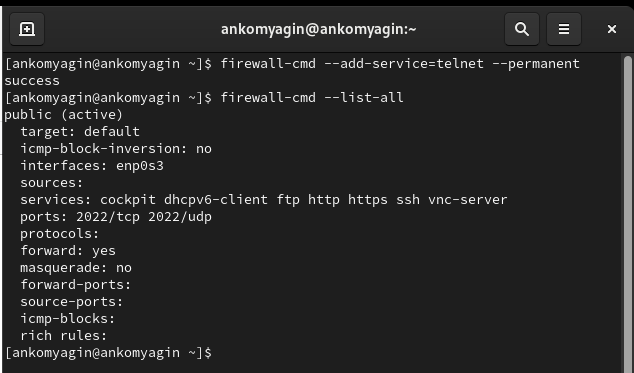 ankomyagin@ankomyagin:~
[ankomyagin@ankomyagin ~]$ firewall-cmd --add-service=telnet --permanent
success
[ankomyagin@ankomyagin ~]$ firewall-cmd --list-all
public (active)
  target: default
  icmp-block-inversion: no
  interfaces: enp0s3
  sources:
  services: cockpit dhcpv6-client ftp http https ssh vnc-server
  ports: 2022/tcp 2022/udp
  protocols:
  forward: yes
  masquerade: no
  forward-ports:
  source-ports:
  icmp-blocks:
  rich rules:
[ankomyagin@ankomyagin ~]$